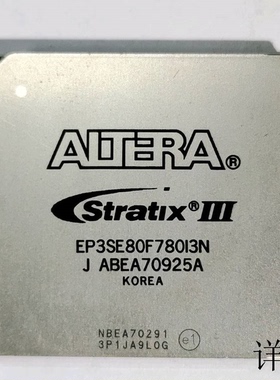 ALTERA®
Stratix® III
EP3SE80F780I3N
J ABEA70925A
KOREA
NBEA70291
3P1JA9L0G e1
详